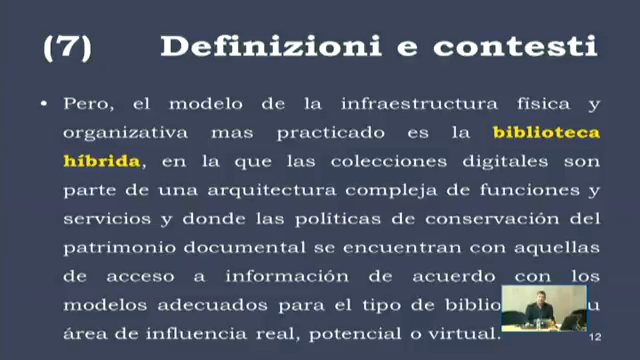 (7) Definizioni e contesti
• Pero, el modelo de la infraestructura física y
organizativa mas practicado es la biblioteca
híbrida, en la que las colecciones digitales son
parte de una arquitectura compleja de funciones y
servicios y donde las políticas de conservación del
patrimonio documental se encuentran con aquellas
de acceso a información de acuerdo con los
modelos adecuados para el tipo de
área de influencia real, potencial o virtual.
12